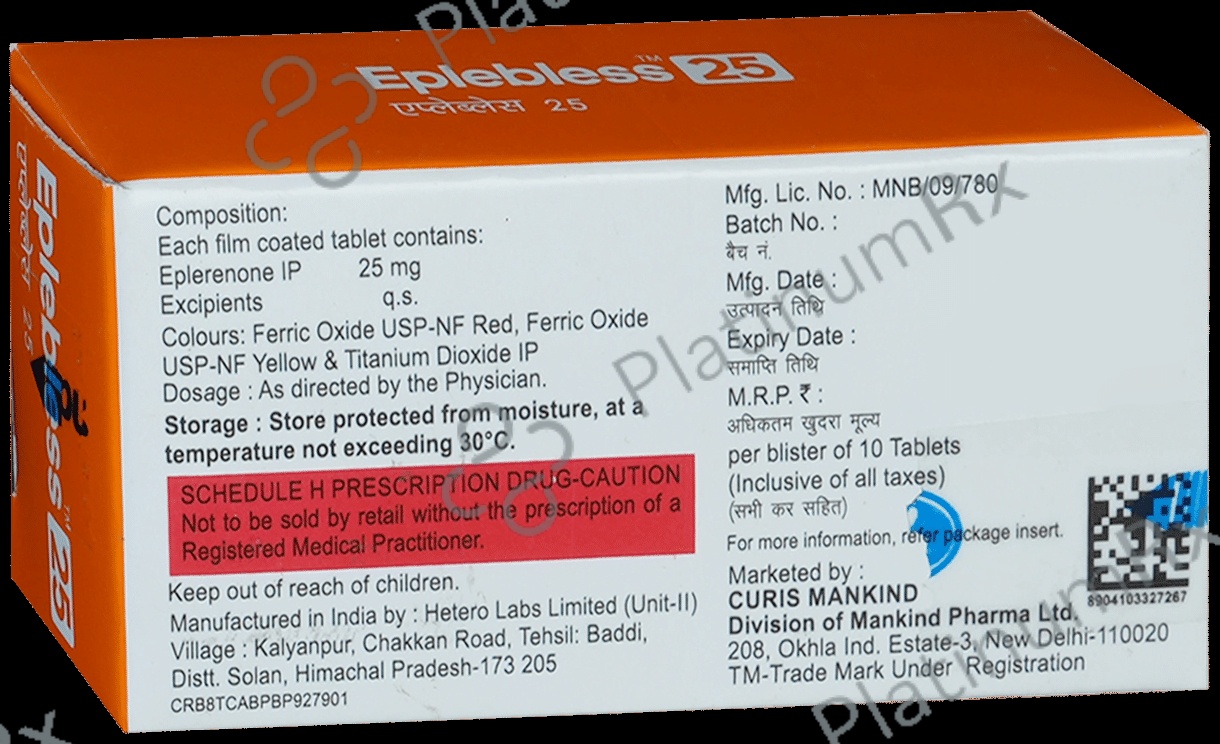 Eplebless™ 25
एप्लेब्लेस 25
Eplebless™ 25
एप्लेब्लेस 25
Composition:
Each film coated tablet contains:
Eplerenone IP 25 mg
Excipients q.s.
Colours: Ferric Oxide USP-NF Red, Ferric Oxide
USP-NF Yellow & Titanium Dioxide IP
Dosage : As directed by the Physician.
Storage : Store protected from moisture, at a
temperature not exceeding 30°C.
SCHEDULE H PRESCRIPTION DRUG-CAUTION
Not to be sold by retail without the prescription of a
Registered Medical Practitioner.
Keep out of reach of children.
Manufactured in India by : Hetero Labs Limited (Unit-II)
Village : Kalyanpur, Chakkan Road, Tehsil: Baddi,
Distt. Solan, Himachal Pradesh-173 205
CRB8TCABPBP927901
Mfg. Lic. No. : MNB/09/780
Batch No. :
बैच नं.
Mfg. Date :
उत्पादन तिथि
Expiry Date :
समाप्ति तिथि
M.R.P. ₹ :
अधिकतम खुदरा मूल्य
per blister of 10 Tablets
(Inclusive of all taxes)
(सभी कर सहित)
For more information, refer package insert.
Marketed by :
CURIS MANKIND
Division of Mankind Pharma Ltd.
208, Okhla Ind. Estate-3, New Delhi-110020
TM-Trade Mark Under Registration
8904103327267
PlatinumRx
PlatinumRx